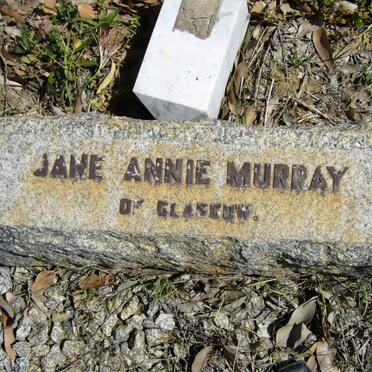 JANE ANNIE MURRAY
OF GLASGOW.